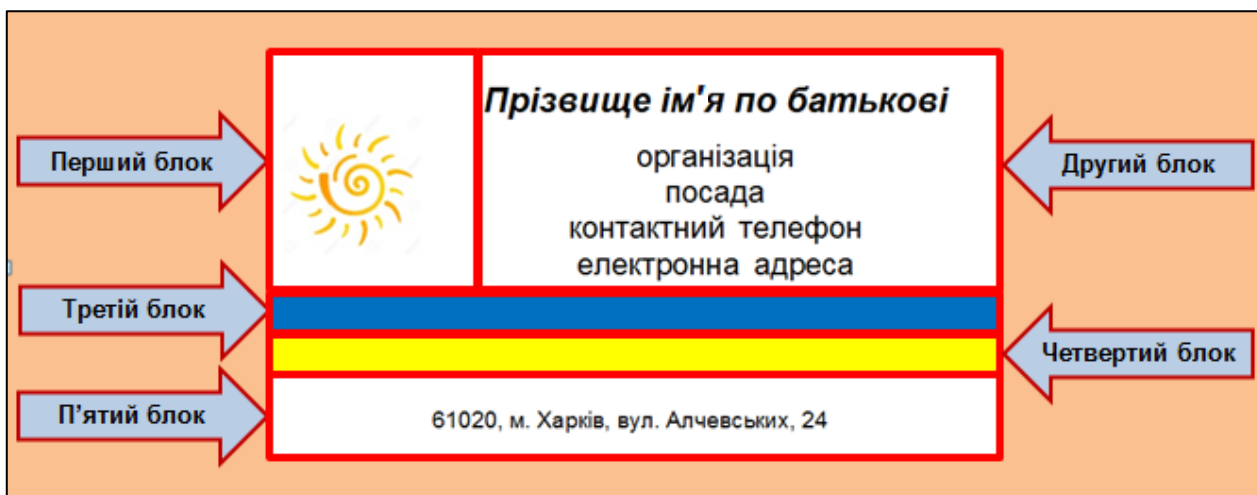 Прізвище ім'я по батькові
Перший блок
організація
Другий блок
посада
контактний телефон
електронна адреса
Третій блок
Четвертий блок
П’ятий блок
61020, м. Харків, вул. Алчевських, 24